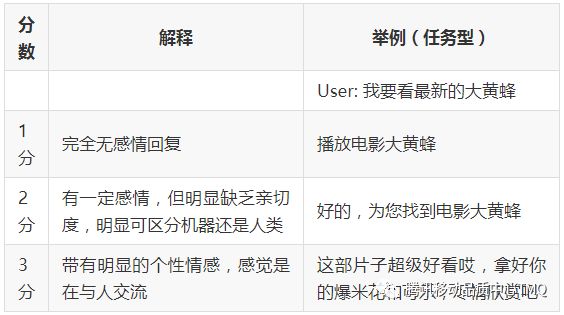 分数
解释
举例（任务型）
User: 我要看最新的大黄蜂
1
分
完全无感情回复
播放电影大黄蜂
2
分
有一定感情，但明显缺乏亲切
度，明显可区分机器还是人类
好的，为您找到电影大黄蜂
3
分
带有明显的个性情感，感觉是
在与人交流
这部片子超级好看哎，拿好你
的爆米花
欣赏吧
腾讯移动品质中心TMQ